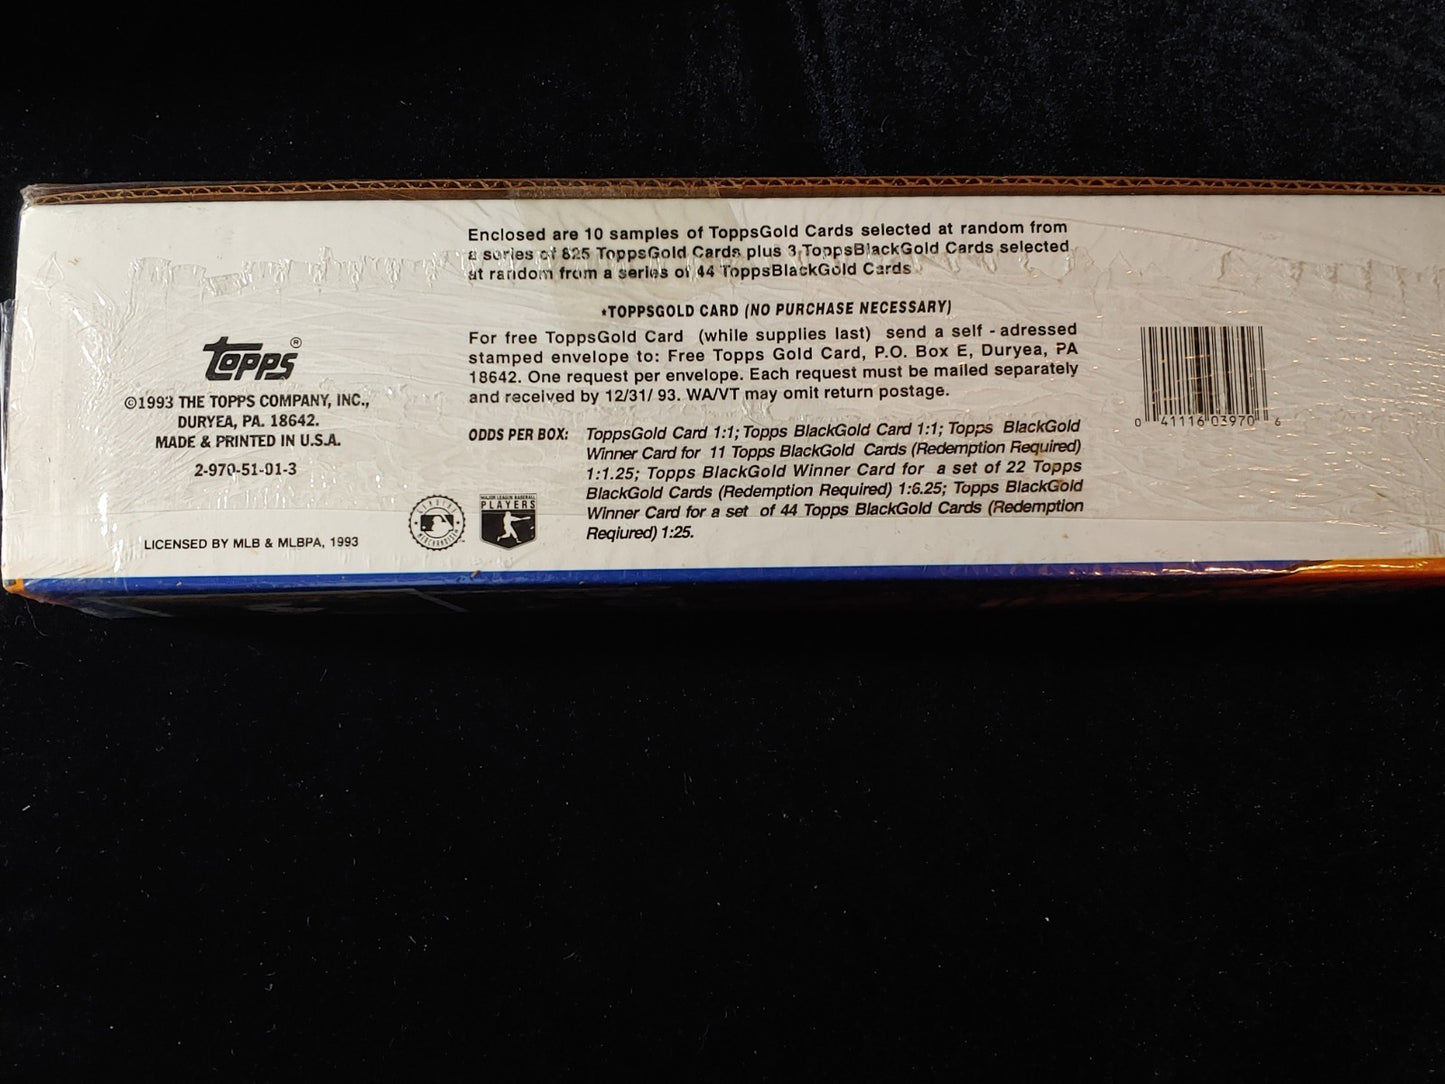 Enclosed are 10 samples of ToppsGold Cards selected at random from
a series of 825 ToppsGold Cards plus 3 ToppsBlackGold Cards selected
at random from a series of 44 ToppsBlackGold Cards
*TOPPSGOLD CARD (NO PURCHASE NECESSARY)
For free ToppsGold Card (while supplies last) send a self - adressed
stamped envelope to: Free Topps Gold Card, P.O. Box E, Duryea, PA
18642. One request per envelope. Each request must be mailed separately
and received by 12/31/ 93. WA/VT may omit return postage.
ODDS PER BOX: ToppsGold Card 1:1; Topps BlackGold Card 1:1; Topps BlackGold
Winner Card for 11 Topps BlackGold Cards (Redemption Required)
1:1.25; Topps BlackGold Winner Card for a set of 22 Topps
BlackGold Cards (Redemption Required) 1:6.25; Topps BlackGold
Winner Card for a set of 44 Topps BlackGold Cards (Redemption
Reqiured) 1:25.
topps®
©1993 THE TOPPS COMPANY, INC.,
DURYEA, PA. 18642.
MADE & PRINTED IN U.S.A.
2-970-51-01-3
LICENSED BY MLB & MLBPA, 1993
GENUINE
MERCHANDISE
MAJOR LEAGUE BASEBALL
PLAYERS
0 41116 03970 6